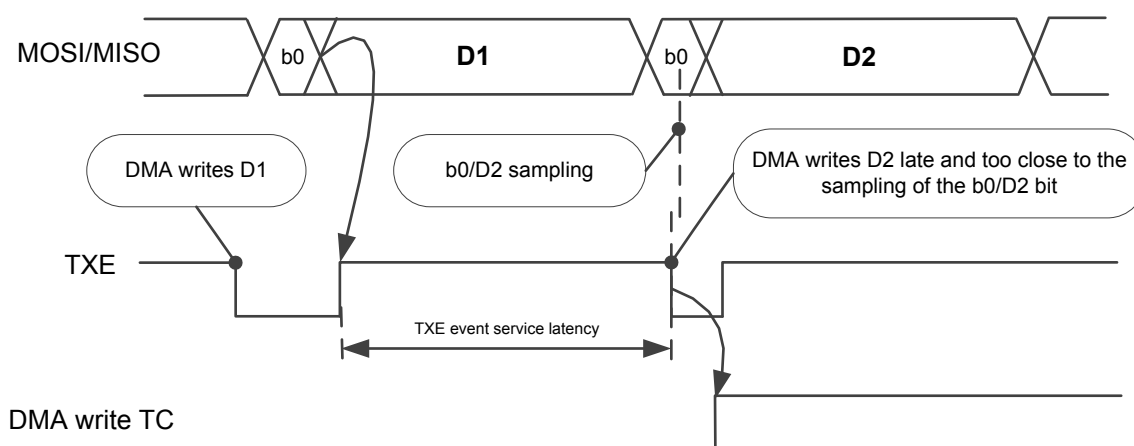 MOSI/MISO
b0
D1
b0
D2
DMA writes D1
b0/D2 sampling
DMA writes D2 late and too close to the
sampling of the b0/D2 bit
TXE
TXE event service latency
DMA write TC